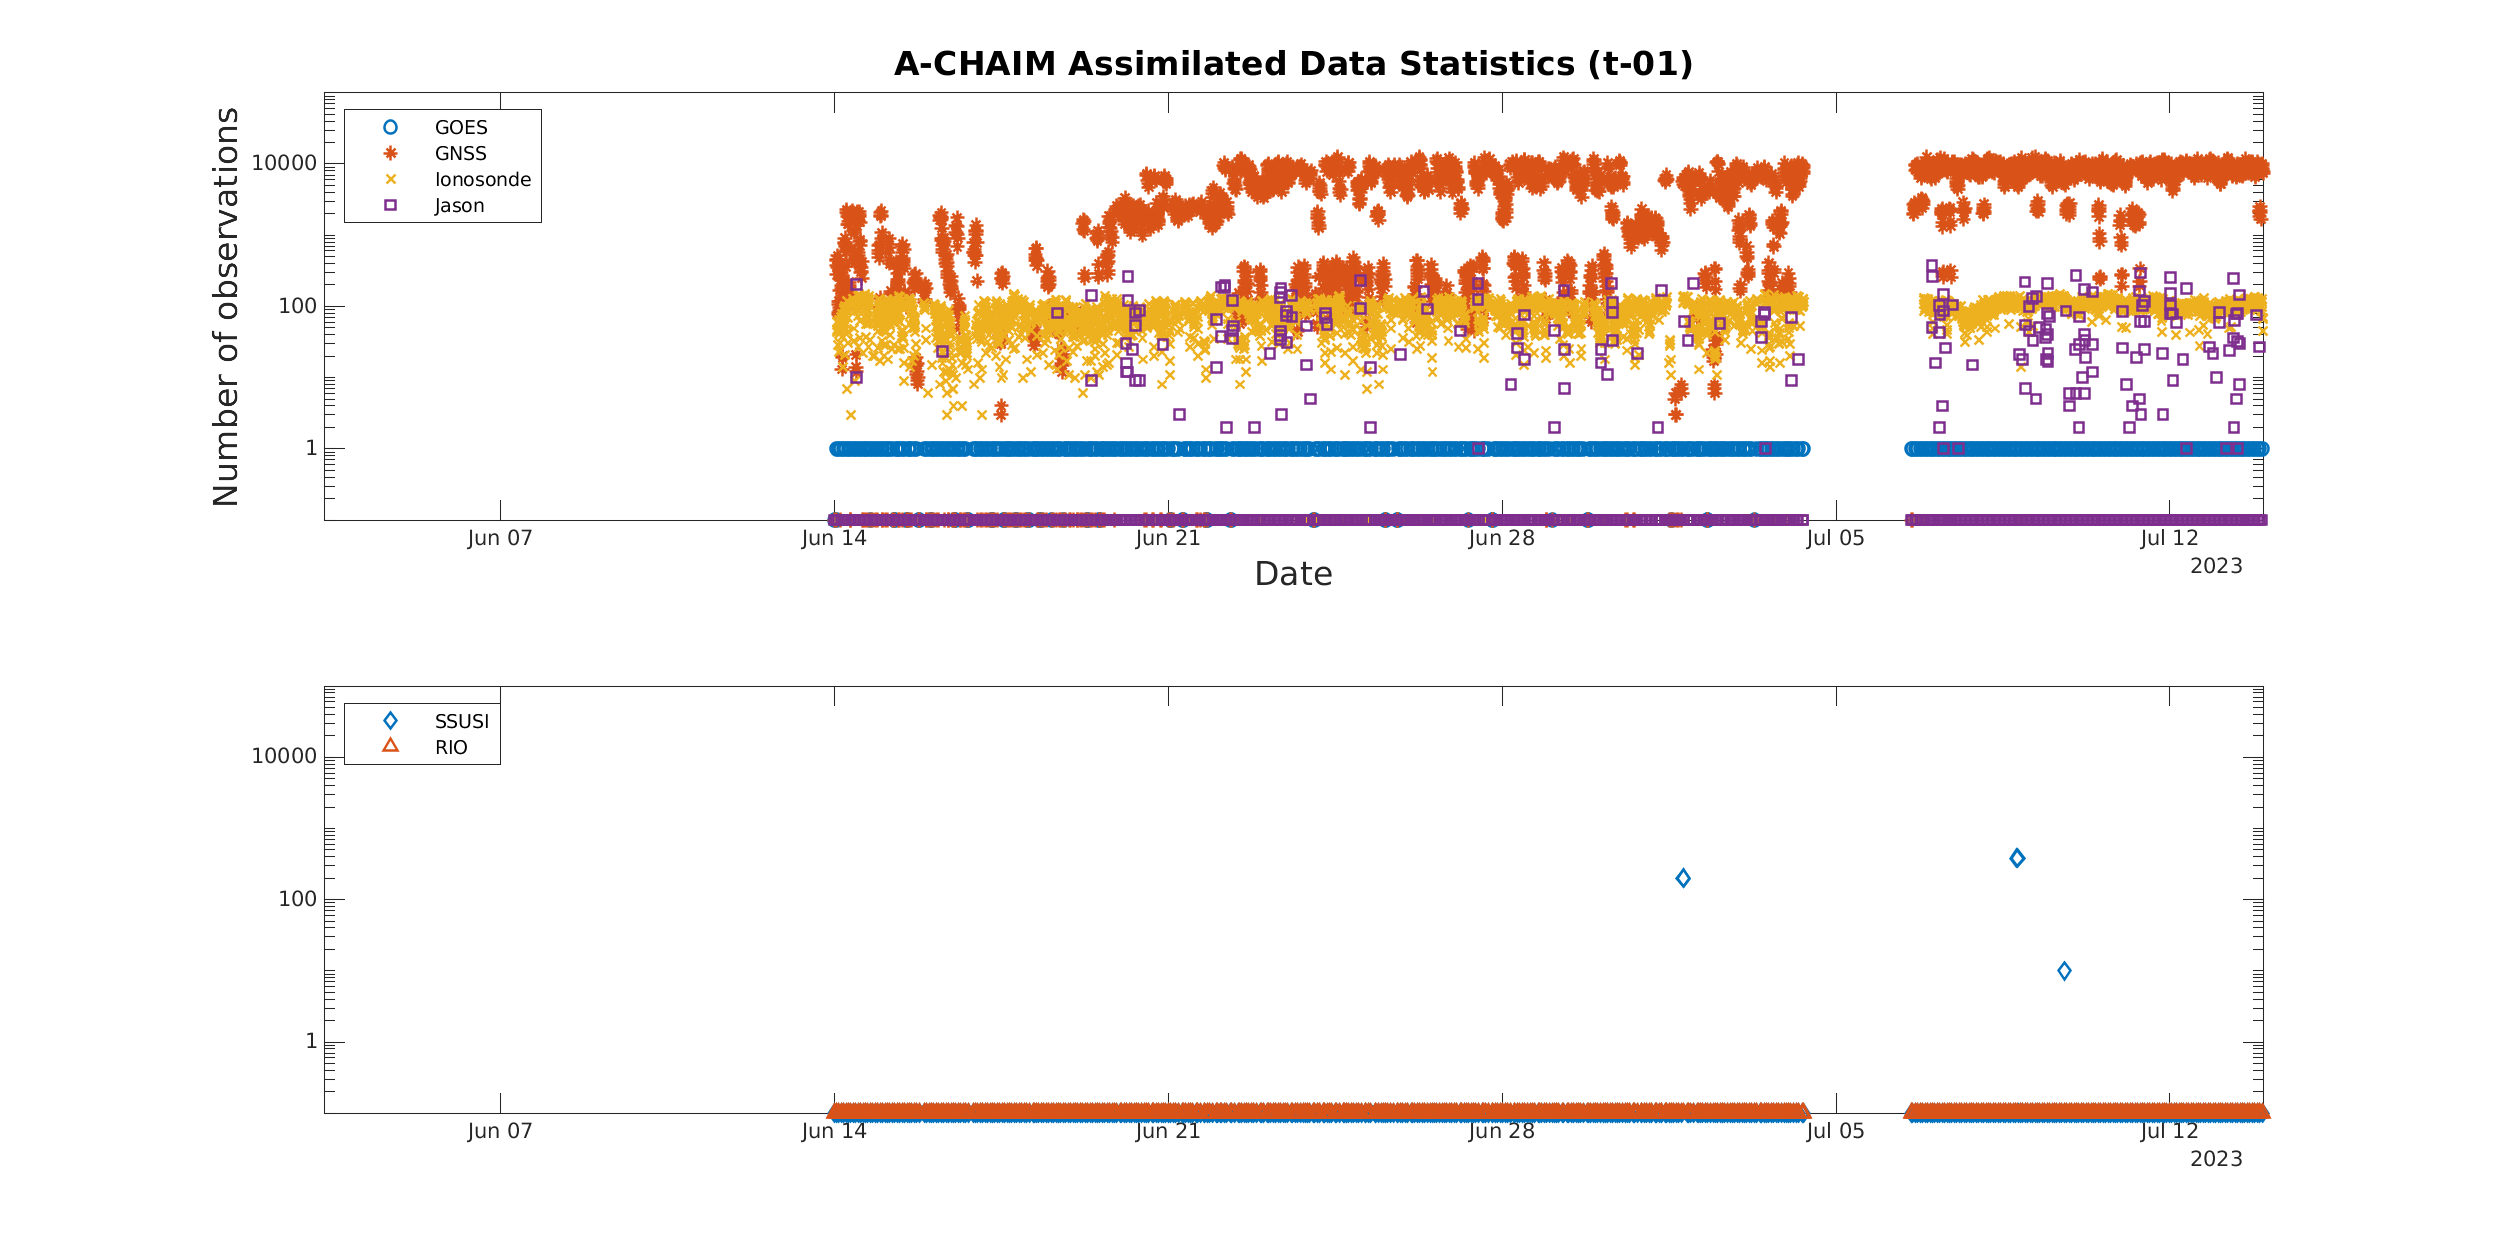 A-CHAIM Assimilated Data Statistics (t-01)
Number of observations
10000
100
1
GOES
GNSS
Ionosonde
Jason
Jun 07
Jun 14
Jun 21
Jun 28
Jul 05
Jul 12
2023
Date
10000
100
1
SSUSI
RIO
Jun 07
Jun 14
Jun 21
Jun 28
Jul 05
Jul 12
2023